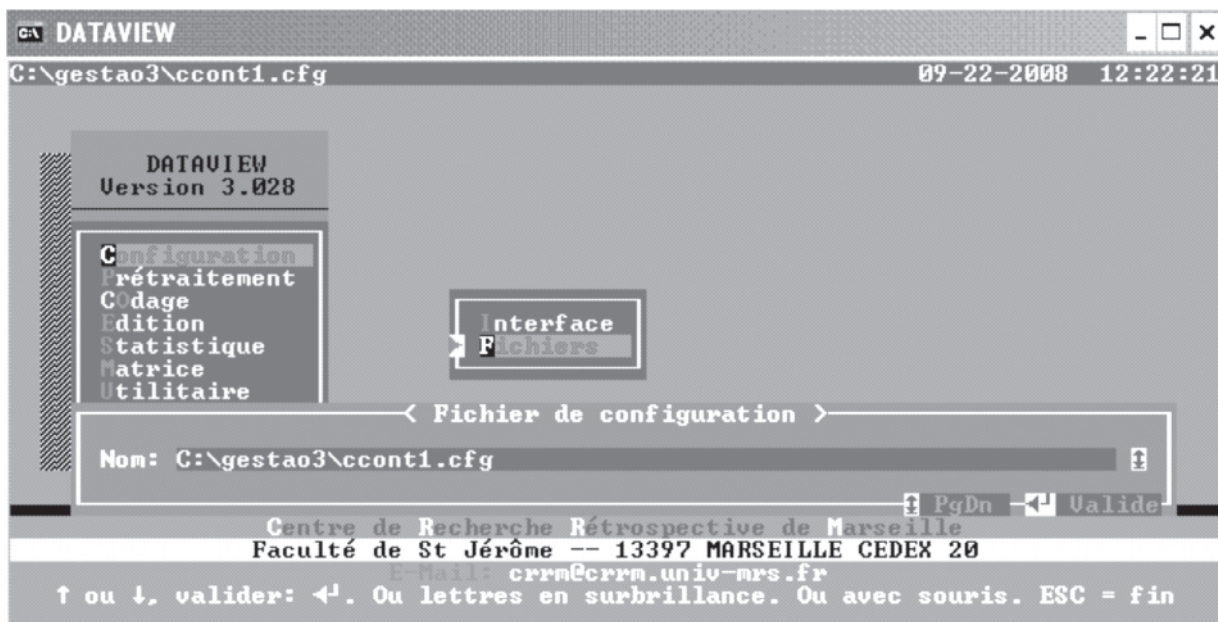 DATAVIEW
C:\gestao3\ccont1.cfg 09-22-2008 12:22:21
DATAVIEW
Version 3.028
Configuration
Prétraitement
COdage
Edition
Statistique
Matrice
Utilitaire
Interface
Fichiers
< Fichier de configuration >
Nom: C:\gestao3\ccont1.cfg
PgDn Valide
Centre de Recherche Rétrospective de Marseille
Faculté de St Jérôme -- 13397 MARSEILLE CEDEX 20
E-Mail: crrm@crrm.univ-mrs.fr
↑ ou ↓, valider: ◄┘. Ou lettres en surbrillance. Ou avec souris. ESC = fin